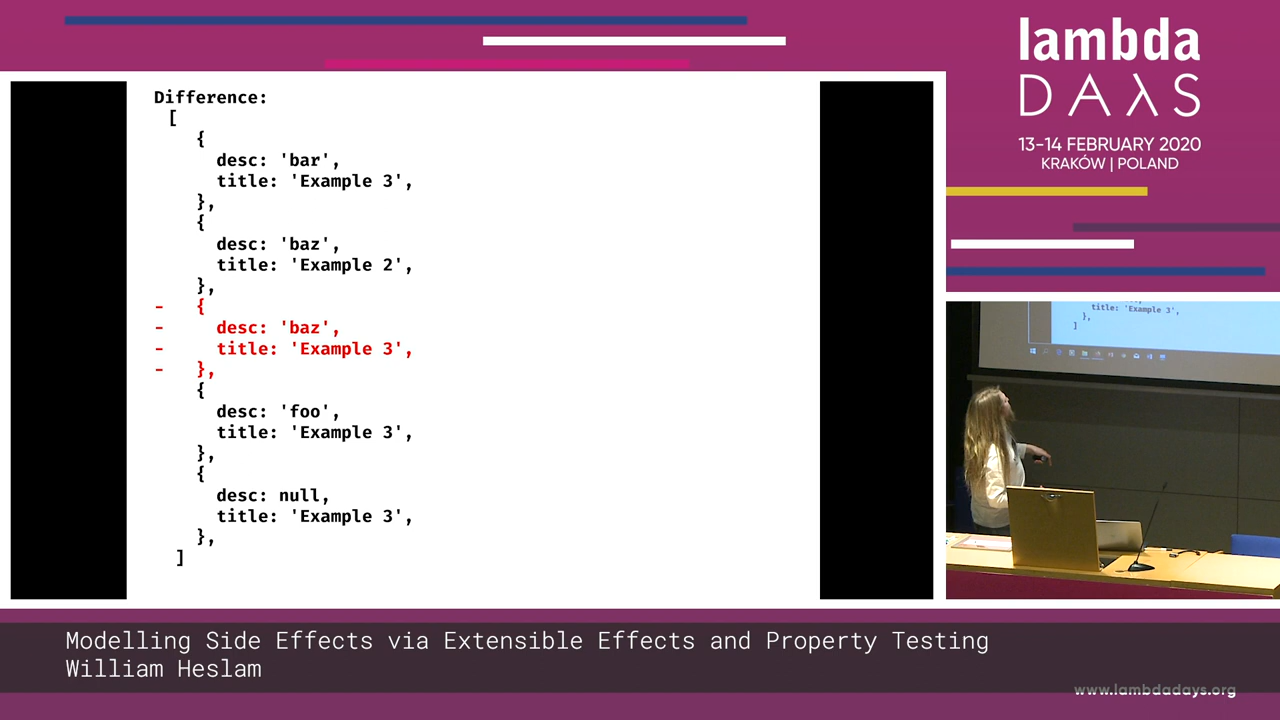 lambda
DAλS
13-14 FEBRUARY 2020
KRAKÓW | POLAND
Difference:
[
{
desc: 'bar',
title: 'Example 3',
},
{
desc: 'baz',
title: 'Example 2',
},
- {
- desc: 'baz',
- title: 'Example 3',
- },
{
desc: 'foo',
title: 'Example 3',
},
{
desc: null,
title: 'Example 3',
},
]
title: 'Example 3',
},
]
Modelling Side Effects via Extensible Effects and Property Testing
William Heslam
www.lambdadays.org